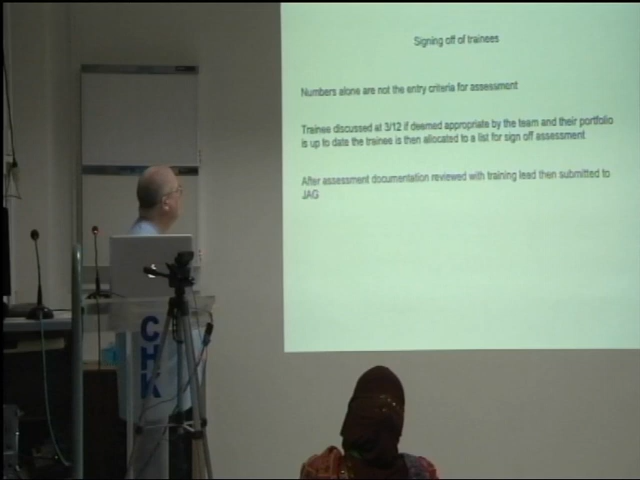 Signing off of trainees
Numbers alone are not the entry criteria for assessment
Trainee discussed at 3/12 if deemed appropriate by the team and their portfolio
is up to date the trainee is then allocated to a list for sign off assessment
After assessment documentation reviewed with training lead then submitted to
JAG
CHK